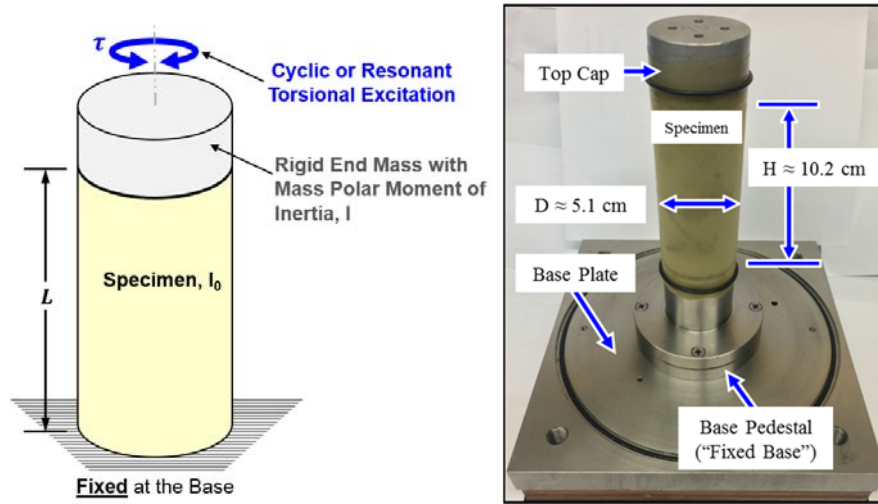 τ
Cyclic or Resonant
Torsional Excitation
Rigid End Mass with
Mass Polar Moment of
Inertia, I
Specimen, I₀
L
Fixed at the Base
Top Cap
Specimen
H ≈ 10.2 cm
D ≈ 5.1 cm
Base Plate
Base Pedestal
(“Fixed Base”)